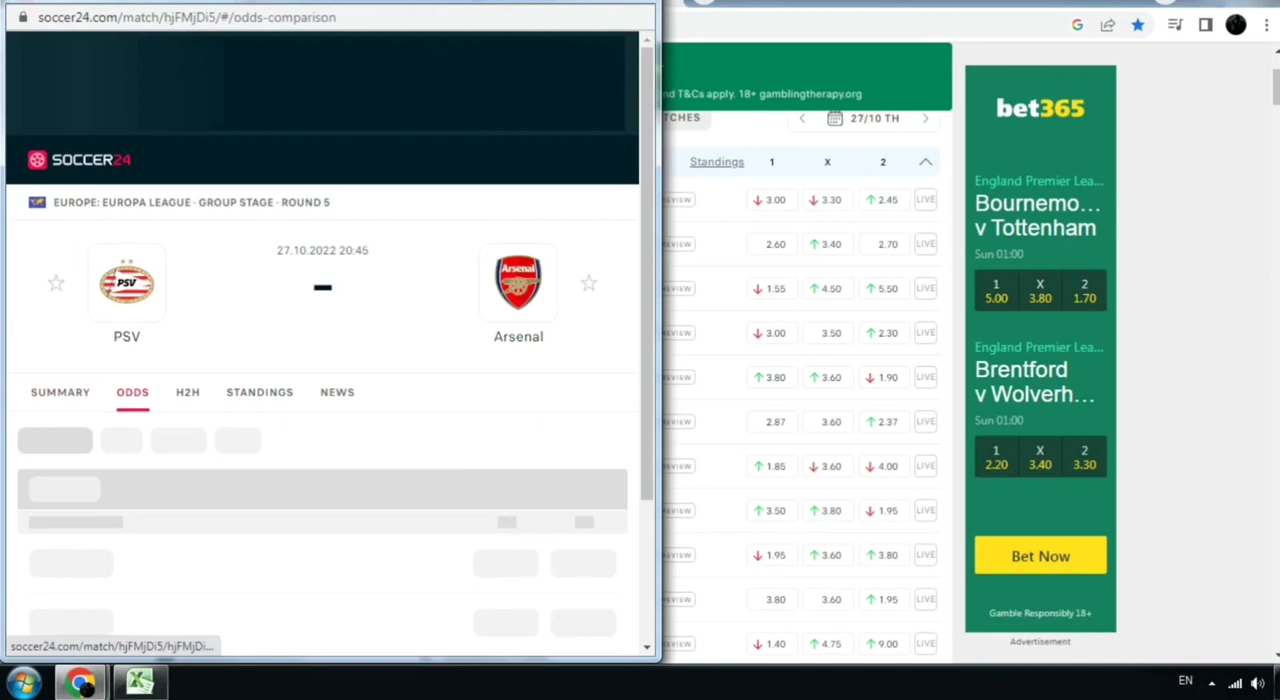 soccer24.com/match/hjFMjDi5/#/odds-comparison
SOCCER24
EUROPE: EUROPA LEAGUE · GROUP STAGE · ROUND 5
27.10.2022 20:45
PSV
-
Arsenal
PSV
Arsenal
SUMMARY ODDS H2H STANDINGS NEWS
soccer24.com/match/hjFMjDi5/hjFMjDi...
T&Cs apply. 18+ gamblingtherapy.org
27/10 TH
Standings 1 X 2
3.00 3.30 2.45 LIVE
2.60 3.40 2.70 LIVE
1.55 4.50 5.50 LIVE
3.00 3.50 2.30 LIVE
3.80 3.60 1.90 LIVE
2.87 3.60 2.37 LIVE
1.85 3.60 4.00 LIVE
3.50 3.80 1.95 LIVE
1.95 3.60 3.80 LIVE
3.80 3.60 1.95 LIVE
1.40 4.75 9.00 LIVE
bet365
England Premier Lea...
Bournemo...
v Tottenham
Sun 01:00
1 X 2
5.00 3.80 1.70
England Premier Lea...
Brentford
v Wolverh...
Sun 01:00
1 X 2
2.20 3.40 3.30
Bet Now
Gamble Responsibly 18+
Advertisement
EN